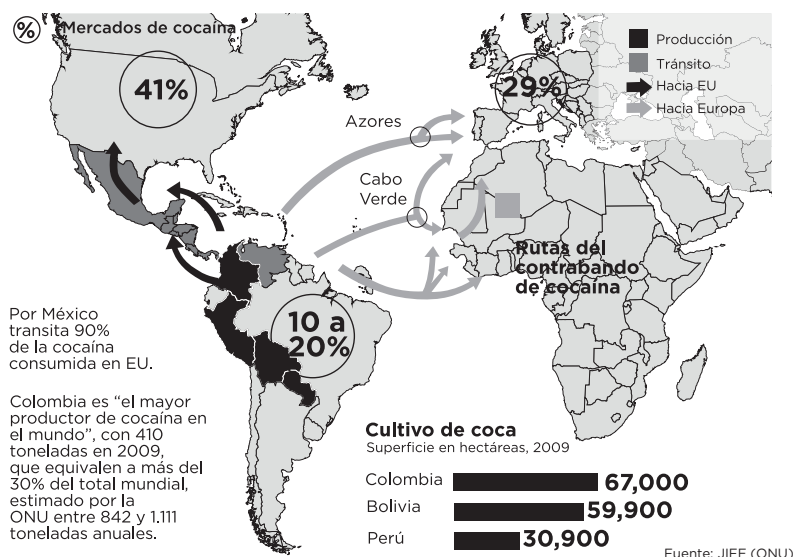 % Mercados de cocaína
41%
29%
Producción
Tránsito
Hacia EU
Hacia Europa
Azores
Cabo
Verde
Rutas del
contrabando
de cocaína
10 a
20%
Por México
transita 90%
de la cocaína
consumida en EU.
Colombia es “el mayor
productor de cocaína en
el mundo”, con 410
toneladas en 2009,
que equivalen a más del
30% del total mundial,
estimado por la
ONU entre 842 y 1.111
toneladas anuales.
Cultivo de coca
Superficie en hectáreas, 2009
Colombia 67,000
Bolivia 59,900
Perú 30,900
Fuente: JIFE (ONU)